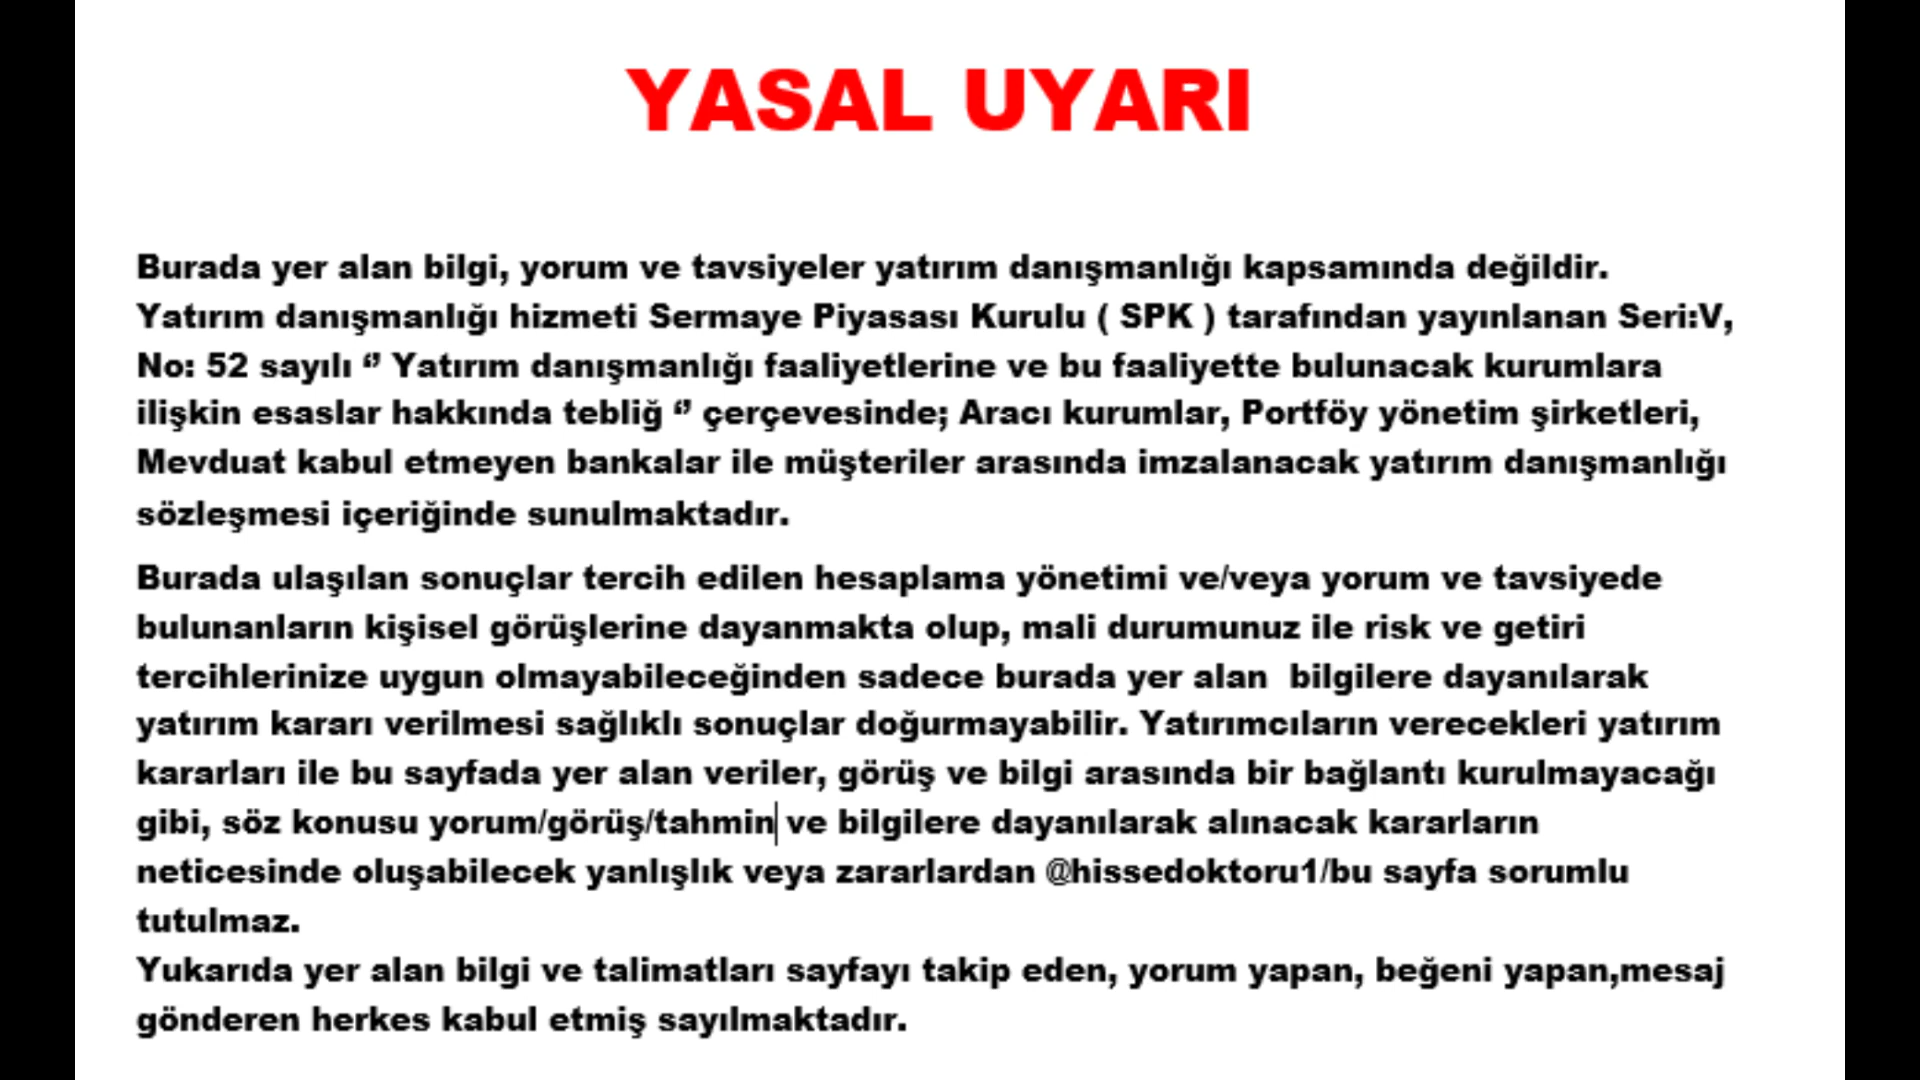 YASAL UYARI
Burada yer alan bilgi, yorum ve tavsiyeler yatırım danışmanlığı kapsamında değildir.
Yatırım danışmanlığı hizmeti Sermaye Piyasası Kurulu ( SPK ) tarafından yayınlanan Seri:V,
No: 52 sayılı ‘’ Yatırım danışmanlığı faaliyetlerine ve bu faaliyette bulunacak kurumlara
ilişkin esaslar hakkında tebliğ ‘’ çerçevesinde; Aracı kurumlar, Portföy yönetim şirketleri,
Mevduat kabul etmeyen bankalar ile müşteriler arasında imzalanacak yatırım danışmanlığı
sözleşmesi içeriğinde sunulmaktadır.
Burada ulaşılan sonuçlar tercih edilen hesaplama yönetimi ve/veya yorum ve tavsiyede
bulunanların kişisel görüşlerine dayanmakta olup, mali durumunuz ile risk ve getiri
tercihlerinize uygun olmayabileceğinden sadece burada yer alan  bilgilere dayanılarak
yatırım kararı verilmesi sağlıklı sonuçlar doğurmayabilir. Yatırımcıların verecekleri yatırım
kararları ile bu sayfada yer alan veriler, görüş ve bilgi arasında bir bağlantı kurulmayacağı
gibi, söz konusu yorum/görüş/tahmin ve bilgilere dayanılarak alınacak kararların
neticesinde oluşabilecek yanlışlık veya zararlardan @hissedoktoru1/bu sayfa sorumlu
tutulmaz.
Yukarıda yer alan bilgi ve talimatları sayfayı takip eden, yorum yapan, beğeni yapan,mesaj
gönderen herkes kabul etmiş sayılmaktadır.